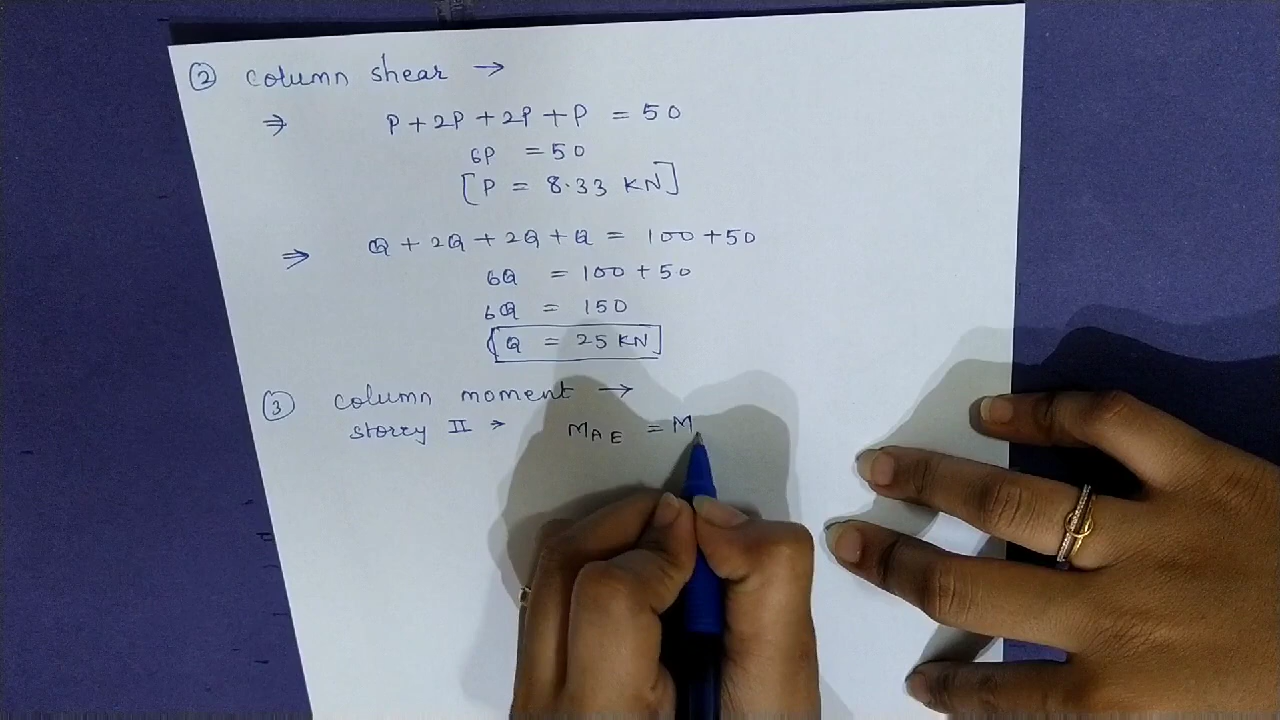 ② column shear →
⇒ P + 2P + 2P + P = 50
6P = 50
[P = 8.33 KN]
⇒ Q + 2Q + 2Q + Q = 100 + 50
6Q = 100 + 50
6Q = 150
[Q = 25 KN]
③ column moment →
storey II → MAE = M